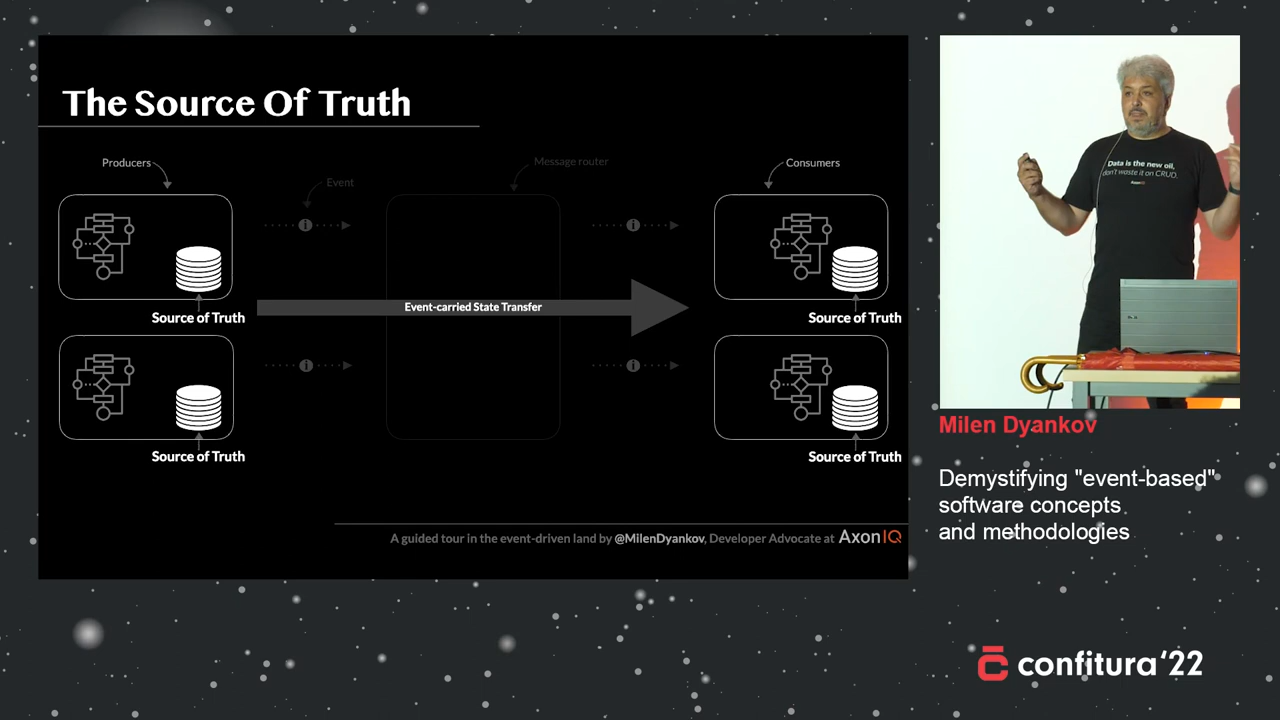 The Source Of Truth
Producers
Event
Message router
Consumers
Event-carried State Transfer
Source of Truth
Source of Truth
Source of Truth
Source of Truth
A guided tour in the event-driven land by @MilenDyankov, Developer Advocate at AxonIQ
Data is the new oil,
don't waste it on CRUD.
AxonIQ
Milen Dyankov
Demystifying "event-based"
software concepts
and methodologies
confitura '22